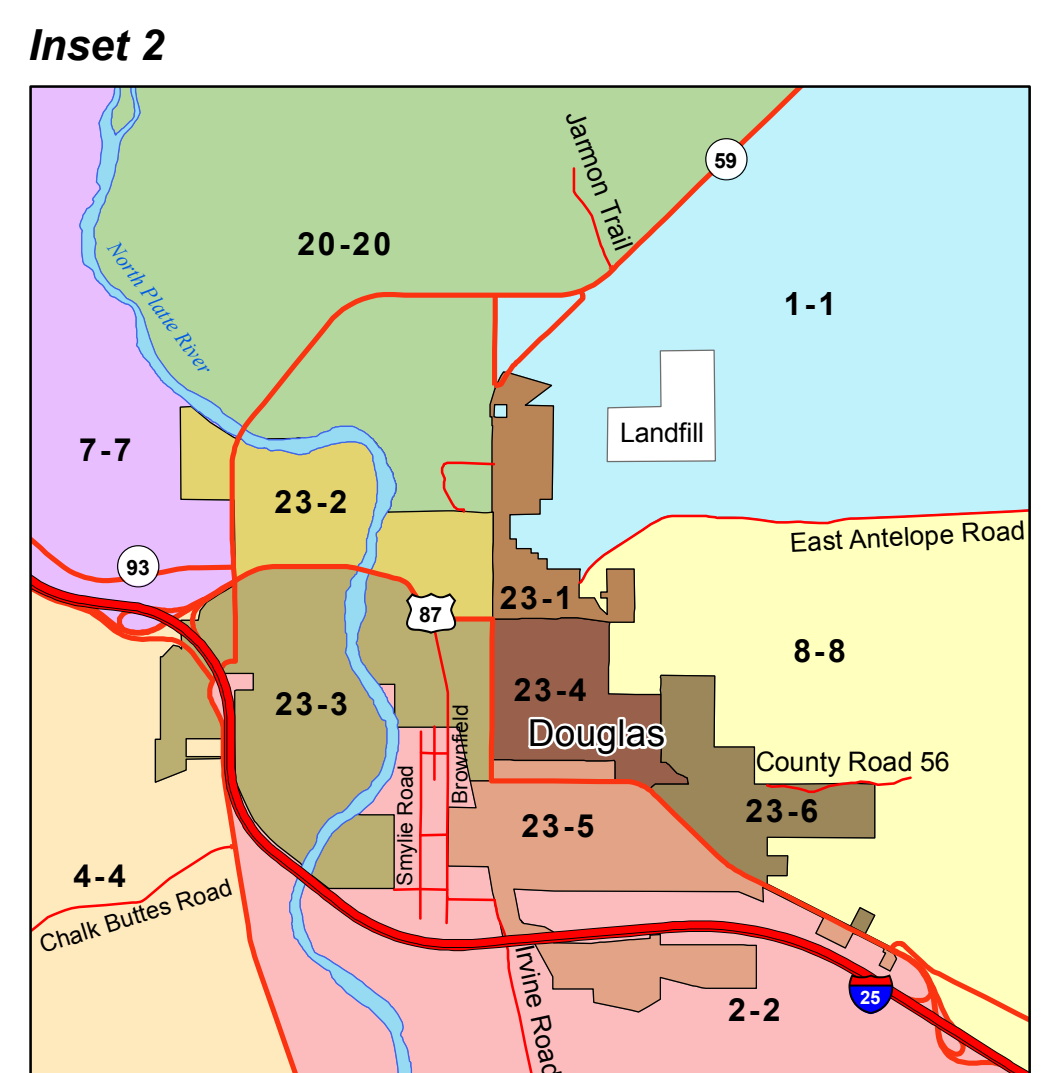 Inset 2
Jarmon Trail
59
20-20
North Platte River
1-1
Landfill
7-7
23-2
East Antelope Road
93
23-1
87
8-8
23-4
23-3
Douglas
Brownfield
County Road 56
Smylie Road
23-6
23-5
4-4
Chalk Buttes Road
Irvine Road
25
2-2